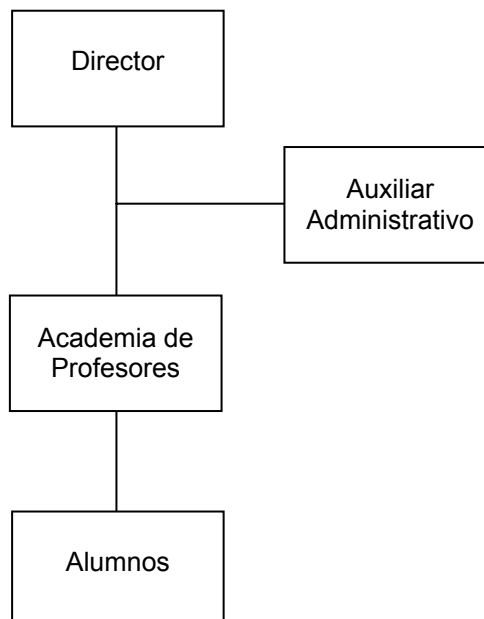 Director
Auxiliar
Administrativo
Academia de
Profesores
Alumnos